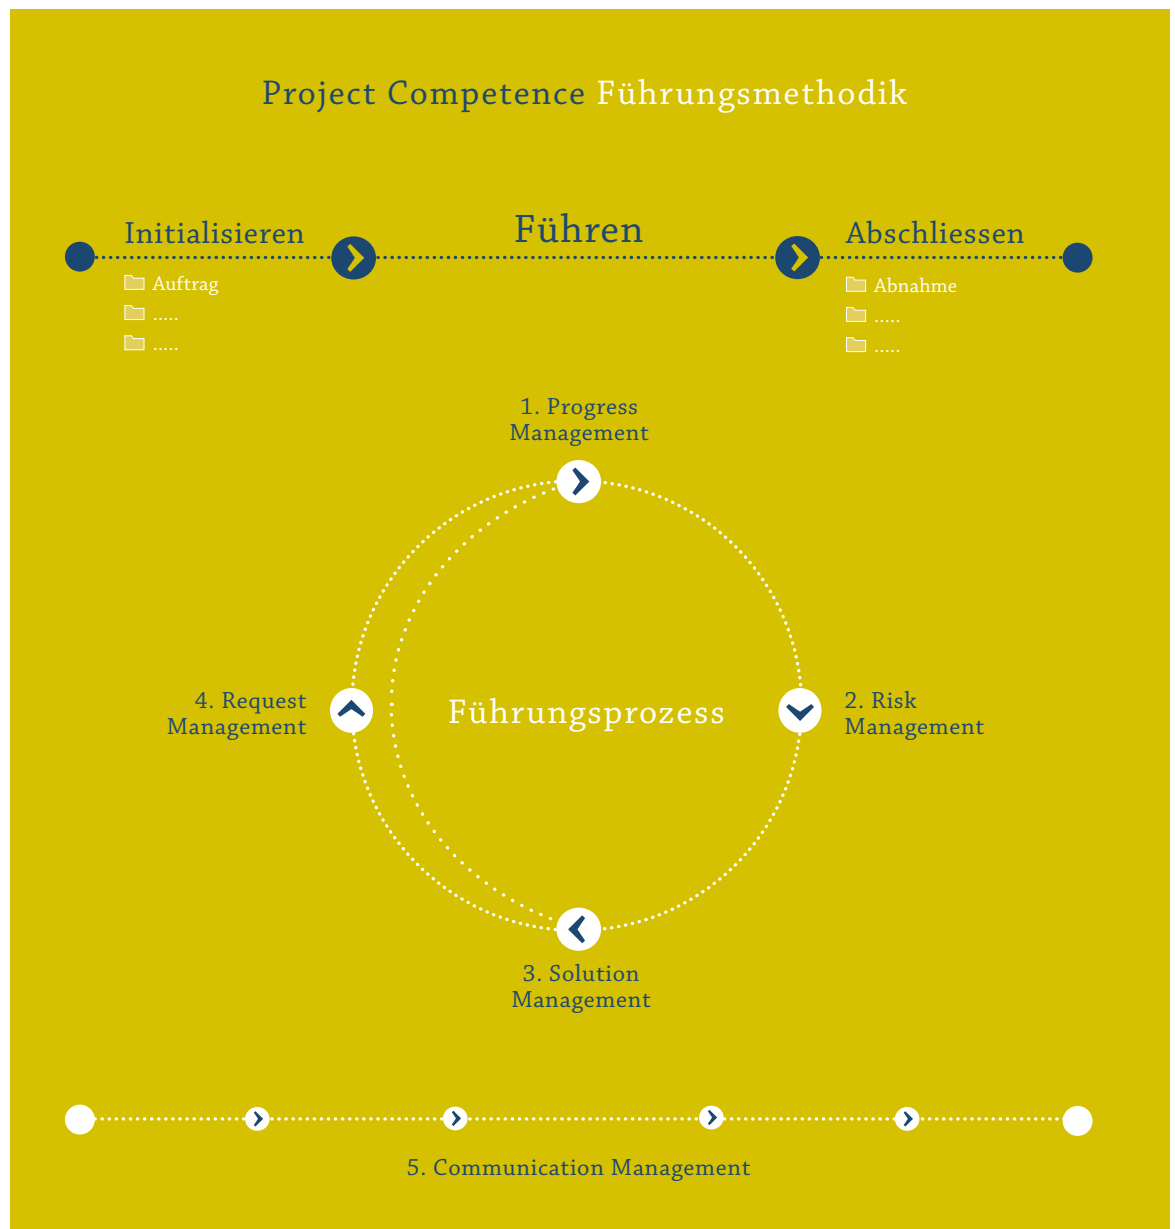 Project Competence Führungsmethodik
Initialisieren
Führen
Abschliessen
Auftrag
.....
.....
Abnahme
.....
.....
1. Progress
Management
4. Request
Management
Führungsprozess
2. Risk
Management
3. Solution
Management
5. Communication Management